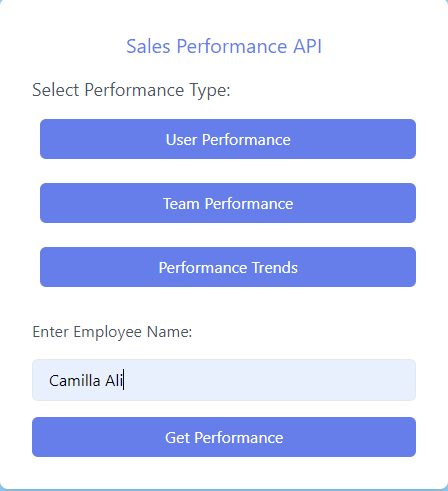 Sales Performance API
Select Performance Type:
User Performance
Team Performance
Performance Trends
Enter Employee Name:
Camilla Ali
Get Performance